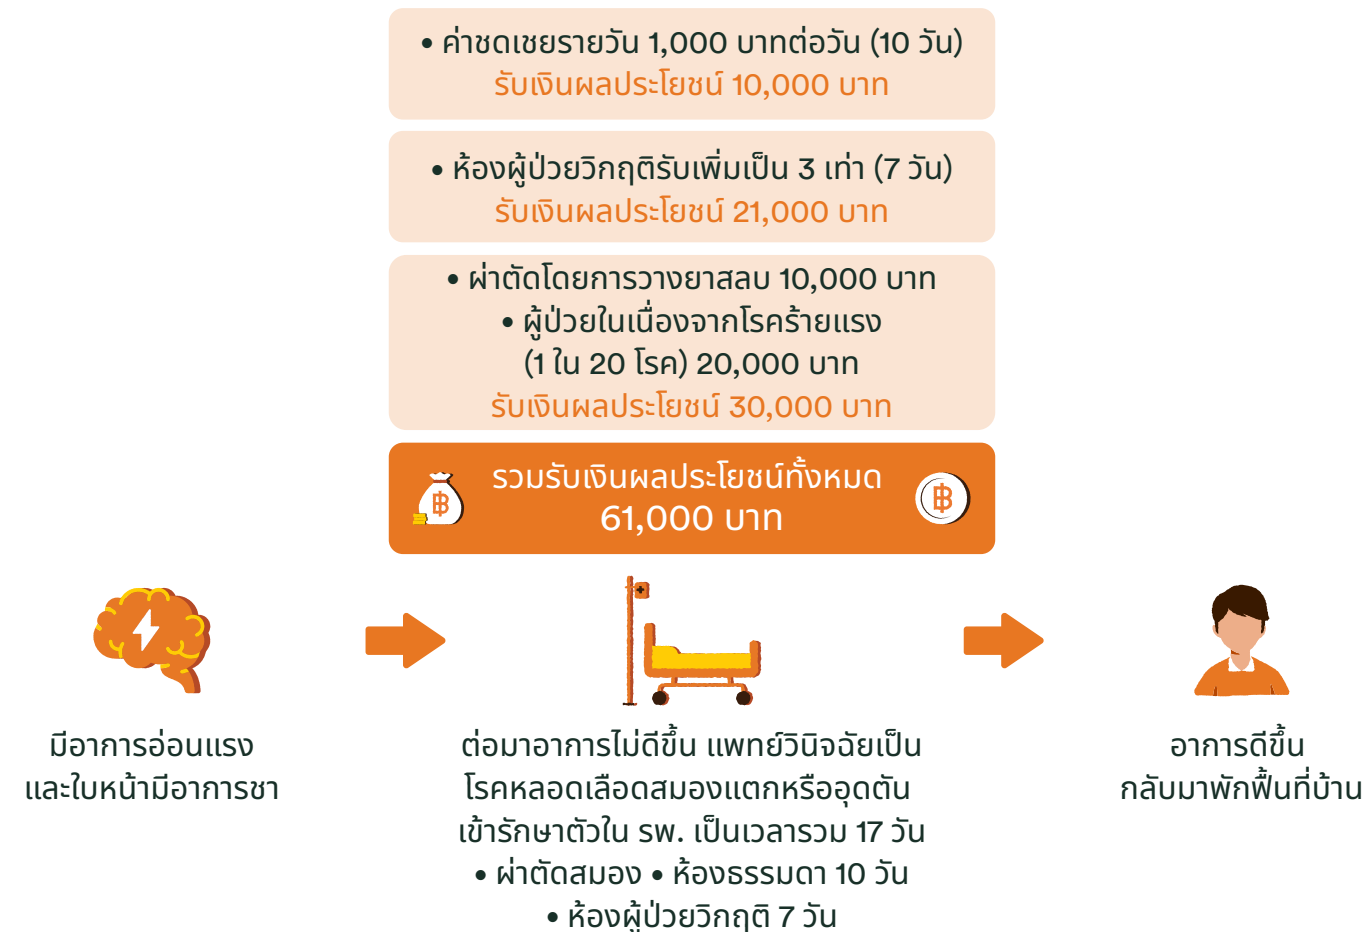 • ค่าชดเชยรายวัน 1,000 บาทต่อวัน (10 วัน)
รับเงินผลประโยชน์ 10,000 บาท
• ห้องผู้ป่วยวิกฤติรับเพิ่มเป็น 3 เท่า (7 วัน)
รับเงินผลประโยชน์ 21,000 บาท
• ผ่าตัดโดยการวางยาสลบ 10,000 บาท
• ผู้ป่วยในเนื่องจากโรคร้ายแรง
(1 ใน 20 โรค) 20,000 บาท
รับเงินผลประโยชน์ 30,000 บาท
รวมรับเงินผลประโยชน์ทั้งหมด
61,000 บาท
มีอาการอ่อนแรง
และใบหน้ามีอาการชา
ต่อมาอาการไม่ดีขึ้น แพทย์วินิจฉัยเป็น
โรคหลอดเลือดสมองแตกหรืออุดตัน
เข้ารักษาตัวใน รพ. เป็นเวลารวม 17 วัน
• ผ่าตัดสมอง • ห้องธรรมดา 10 วัน
• ห้องผู้ป่วยวิกฤติ 7 วัน
อาการดีขึ้น
กลับมาพักฟื้นที่บ้าน